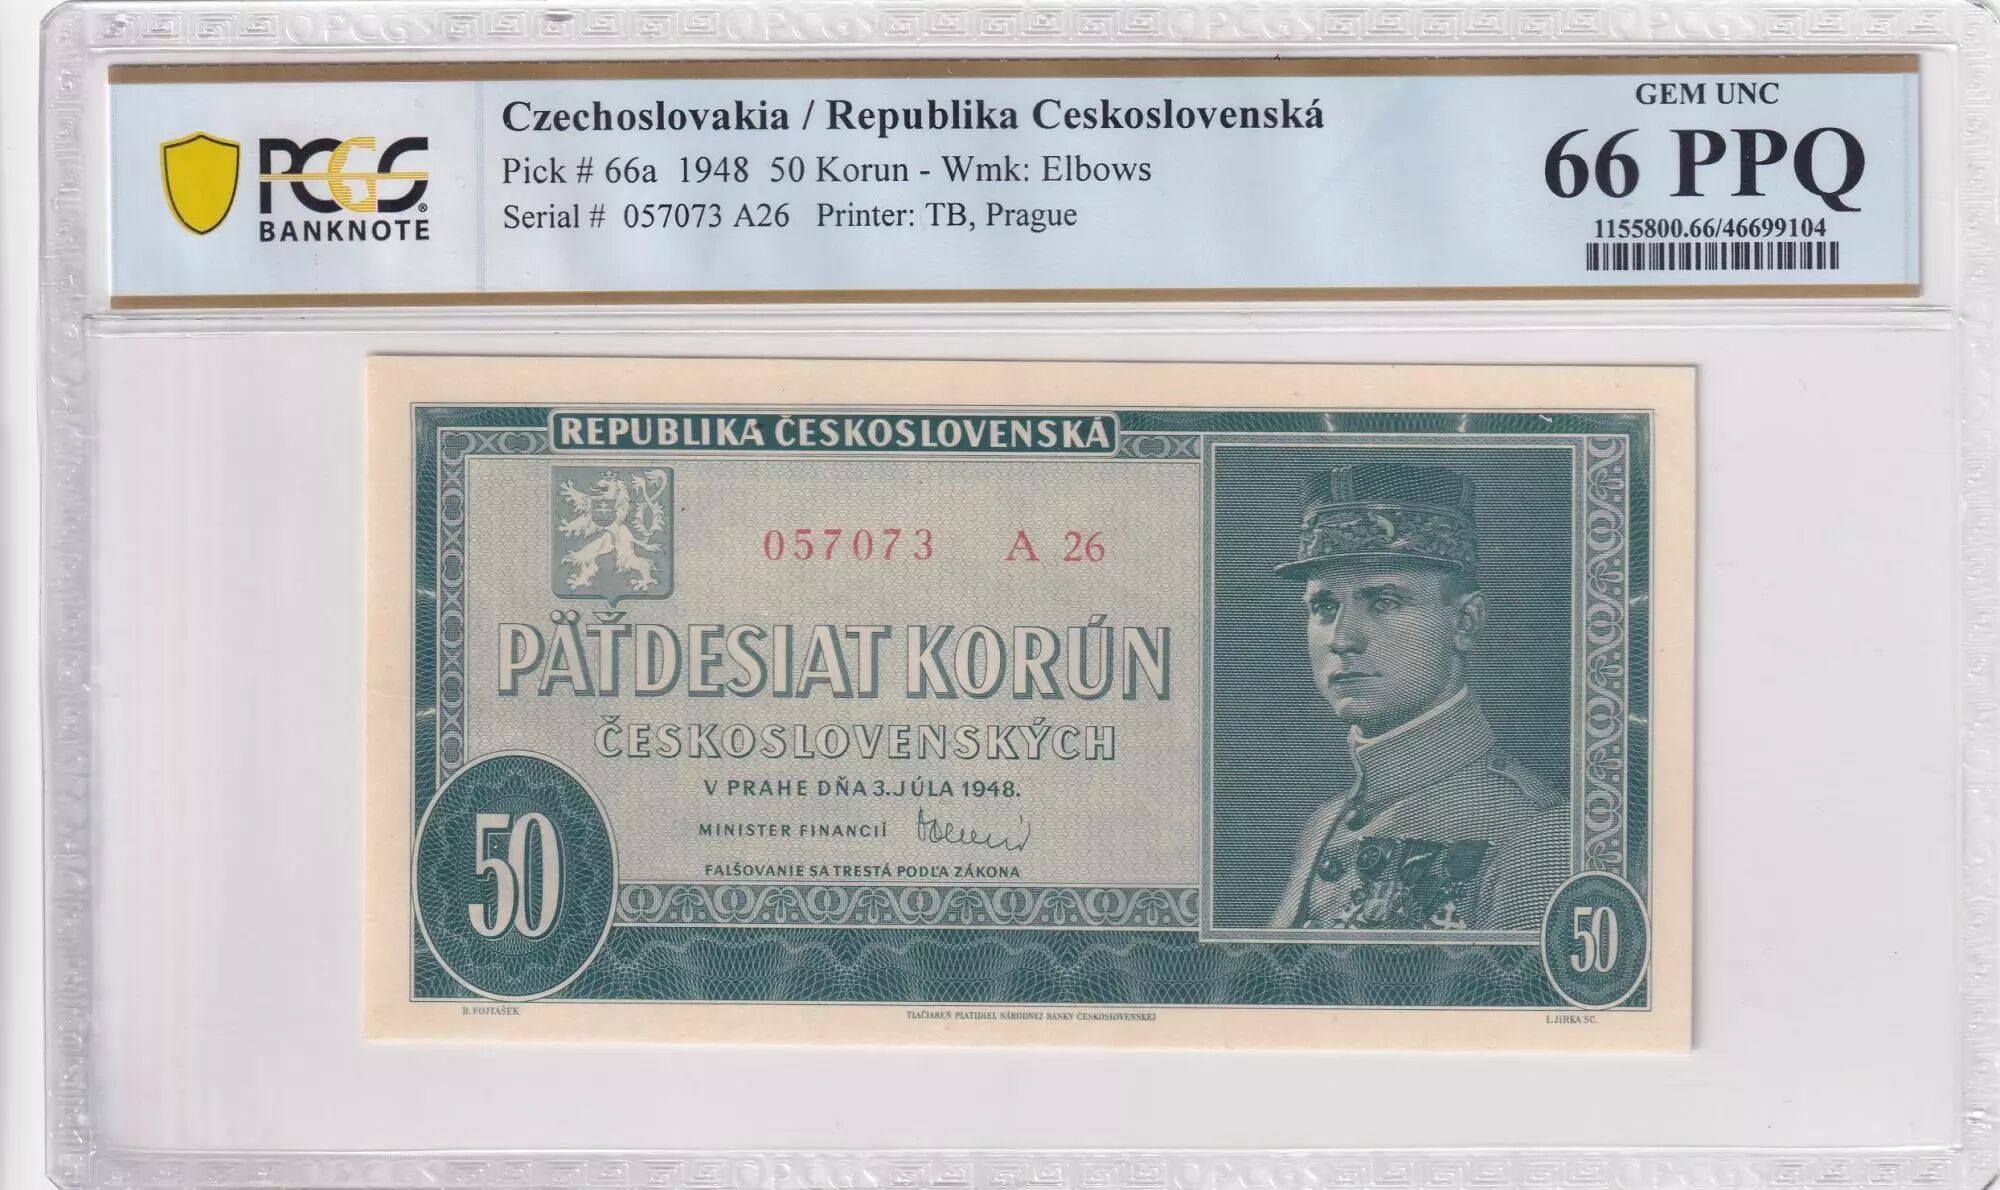 PCGS
BANKNOTE
Czechoslovakia / Republika Ceskoslovenská
Pick # 66a 1948 50 Korun - Wmk: Elbows
Serial # 057073 A26 Printer: TB, Prague
GEM UNC
66 PPQ
1155800.66/46699104
REPUBLIKA ČESKOSLOVENSKÁ
057073 A 26
PÄŤDESIAT KORÚN
ČESKOSLOVENSKÝCH
V PRAHE DŇA 3. JÚLA 1948.
MINISTER FINANCIÍ
FALŠOVANIE SA TRESTÁ PODĽA ZÁKONA
50
50
B. FOJTÁŠEK
TLAČIAREŇ PLATIDIEL NÁRODNEJ BANKY ČESKOSLOVENSKEJ
L. JIRKA SC.